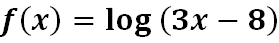 f(x) = log (3x − 8)